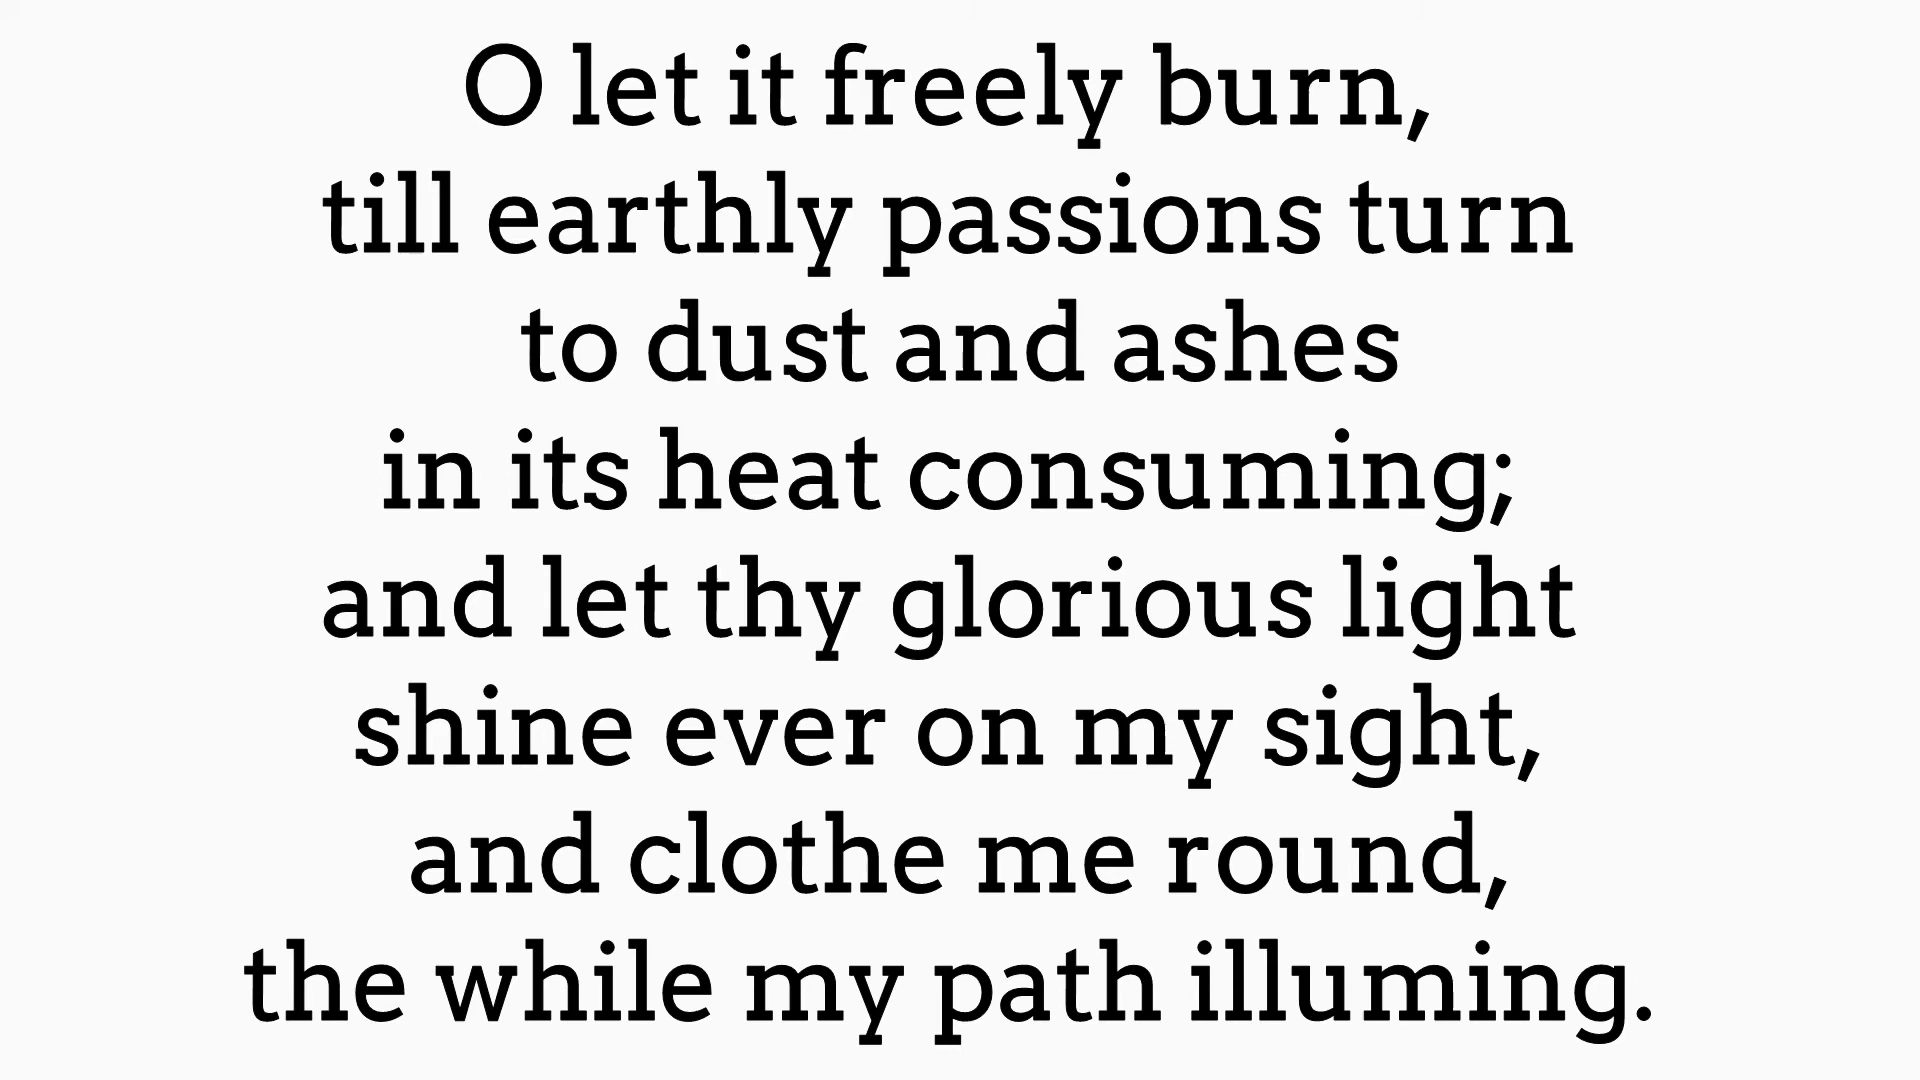 O let it freely burn,
till earthly passions turn
to dust and ashes
in its heat consuming;
and let thy glorious light
shine ever on my sight,
and clothe me round,
the while my path illuming.